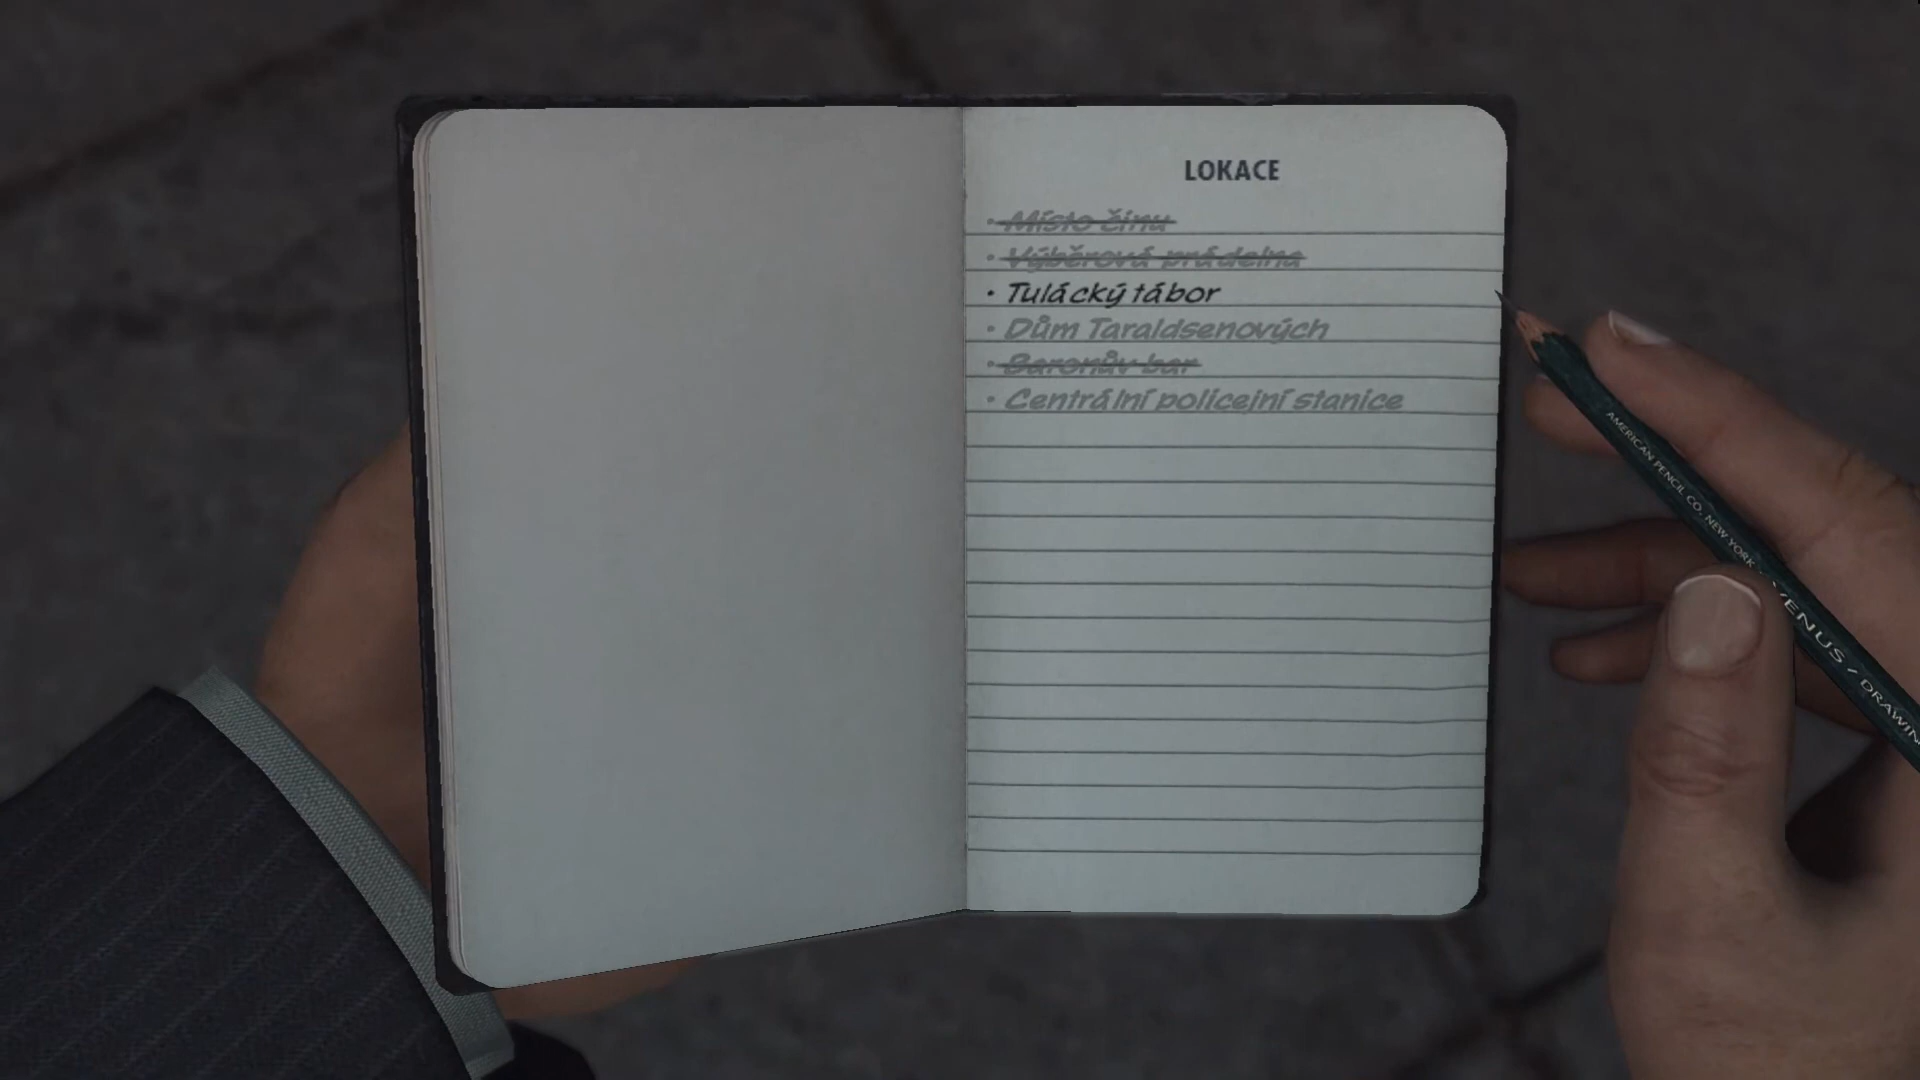 LOKACE
• Místo činu
• Výběrová prádelna
• Tulácký tábor
• Dům Taraldsenových
• Baronův bar
• Centrální policejní stanice
AMERICAN PENCIL CO. NEW YORK • VENUS / DRAWING